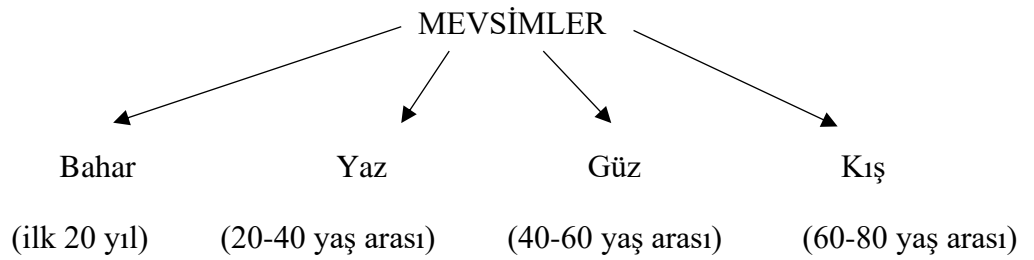 MEVSİMLER
Bahar Yaz Güz Kış
(ilk 20 yıl) (20-40 yaş arası) (40-60 yaş arası) (60-80 yaş arası)